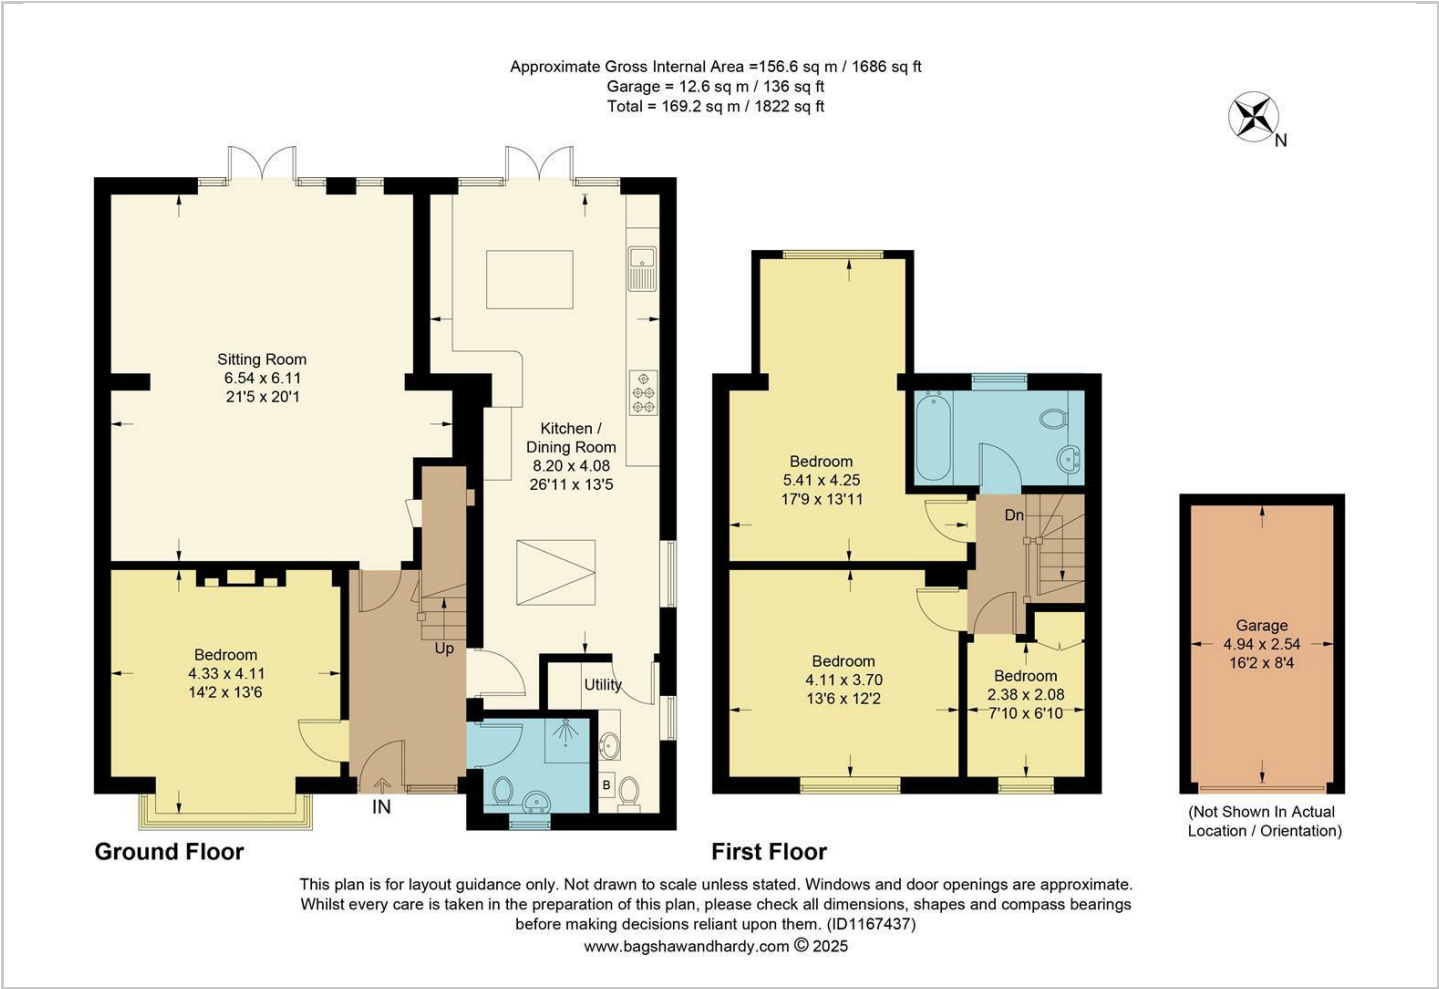 Approximate Gross Internal Area =156.6 sq m / 1686 sq ft
Garage = 12.6 sq m / 136 sq ft
Total = 169.2 sq m / 1822 sq ft
N
Sitting Room
6.54 x 6.11
21'5 x 20'1
Kitchen /
Dining Room
8.20 x 4.08
26'11 x 13'5
Up
Bedroom
4.33 x 4.11
14'2 x 13'6
Utility
B
IN
Ground Floor
Bedroom
5.41 x 4.25
17'9 x 13'11
Dn
Bedroom
4.11 x 3.70
13'6 x 12'2
Bedroom
2.38 x 2.08
7'10 x 6'10
First Floor
Garage
4.94 x 2.54
16'2 x 8'4
(Not Shown In Actual
Location / Orientation)
This plan is for layout guidance only. Not drawn to scale unless stated. Windows and door openings are approximate.
Whilst every care is taken in the preparation of this plan, please check all dimensions, shapes and compass bearings
before making decisions reliant upon them. (ID1167437)
www.bagshawandhardy.com © 2025